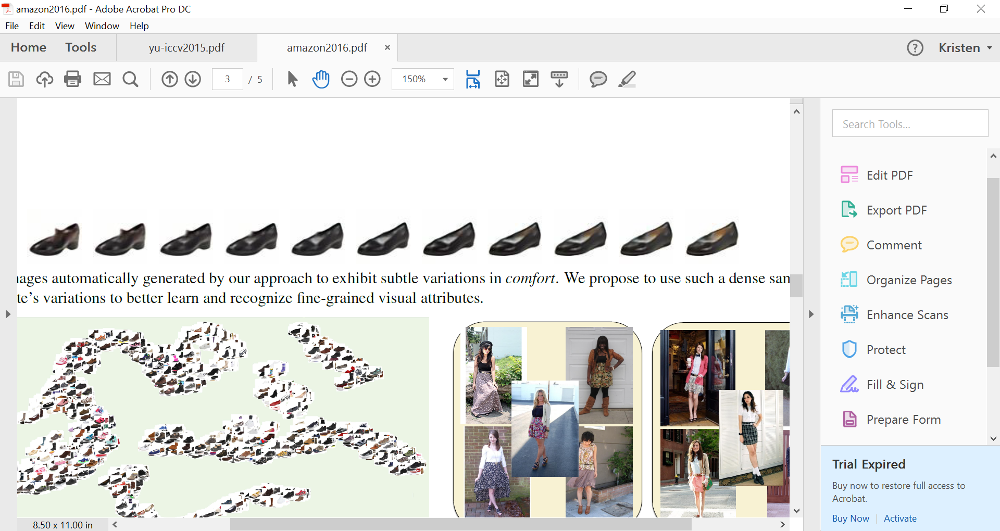 amazon2016.pdf - Adobe Acrobat Pro DC
File Edit View Window Help
Home Tools yu-iccv2015.pdf amazon2016.pdf × ? Kristen
3 / 5 150%
automatically generated by our approach to exhibit subtle variations in comfort. We propose to use such a dense
variations to better learn and recognize fine-grained visual attributes.
8.50 x 11.00 in
Search Tools...
Edit PDF
Export PDF
Comment
Organize Pages
Enhance Scans
Protect
Fill & Sign
Prepare Form
Trial Expired
Buy now to restore full access to
Acrobat.
Buy Now Activate